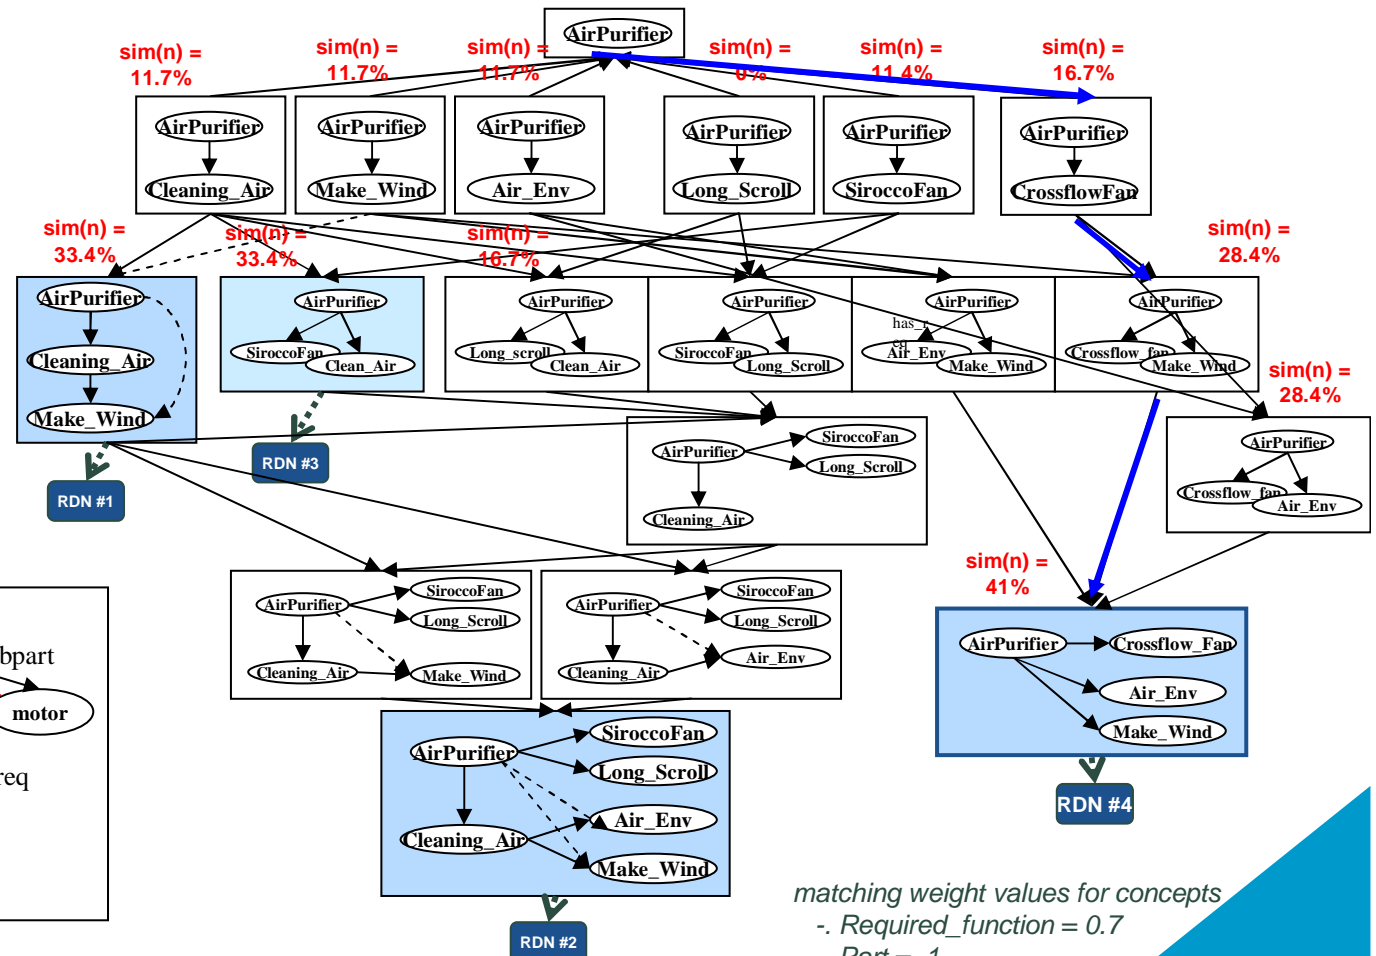 AirPurifier
sim(n) =
11.7%
sim(n) =
11.7%
sim(n) =
11.7%
sim(n) =
0%
sim(n) =
11.4%
sim(n) =
16.7%
AirPurifier
Cleaning_Air
AirPurifier
Make_Wind
AirPurifier
Air_Env
AirPurifier
Long_Scroll
AirPurifier
SiroccoFan
AirPurifier
CrossflowFan
sim(n) =
33.4%
sim(n) =
33.4%
sim(n) =
16.7%
sim(n) =
28.4%
AirPurifier
Cleaning_Air
Make_Wind
AirPurifier
SiroccoFan
Clean_Air
AirPurifier
Long_scroll
Clean_Air
AirPurifier
SiroccoFan
Long_Scroll
AirPurifier
has_r
eq
Air_Env
Make_Wind
AirPurifier
Crossflow_fan
Make_Wind
sim(n) =
28.4%
RDN #1
RDN #3
AirPurifier
SiroccoFan
Long_Scroll
Cleaning_Air
AirPurifier
Crossflow_fan
Air_Env
sim(n) =
41%
AirPurifier
SiroccoFan
Long_Scroll
Cleaning_Air
Make_Wind
AirPurifier
SiroccoFan
Long_Scroll
Cleaning_Air
Air_Env
AirPurifier
Crossflow_Fan
Air_Env
Make_Wind
bpart
motor
req
AirPurifier
SiroccoFan
Long_Scroll
Cleaning_Air
Air_Env
Make_Wind
RDN #4
RDN #2
matching weight values for concepts
-. Required_function = 0.7